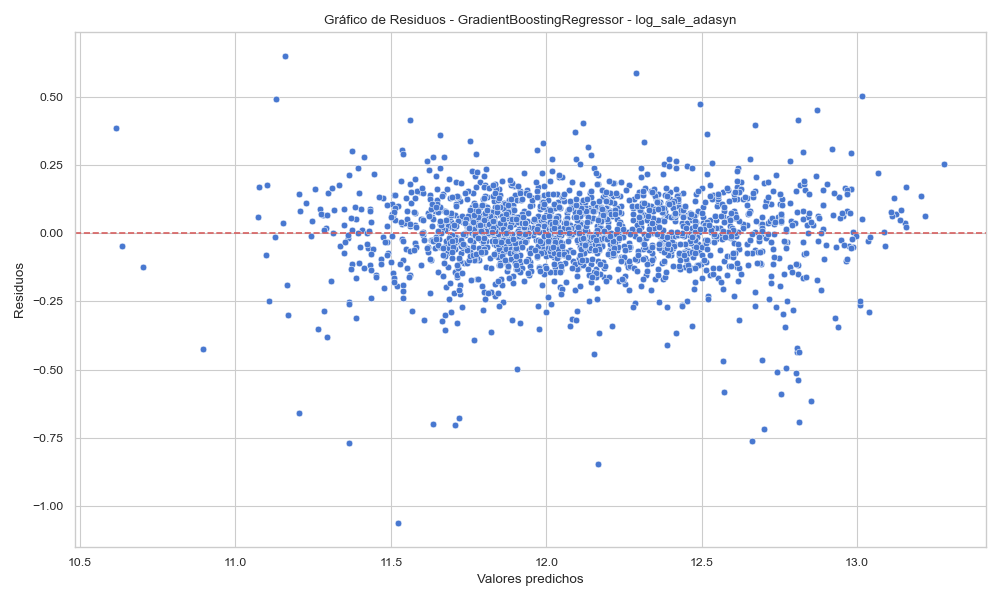 Gráfico de Residuos - GradientBoostingRegressor - log_sale_adasyn
0.50
0.25
0.00
−0.25
−0.50
−0.75
−1.00
Residuos
10.5 11.0 11.5 12.0 12.5 13.0
Valores predichos